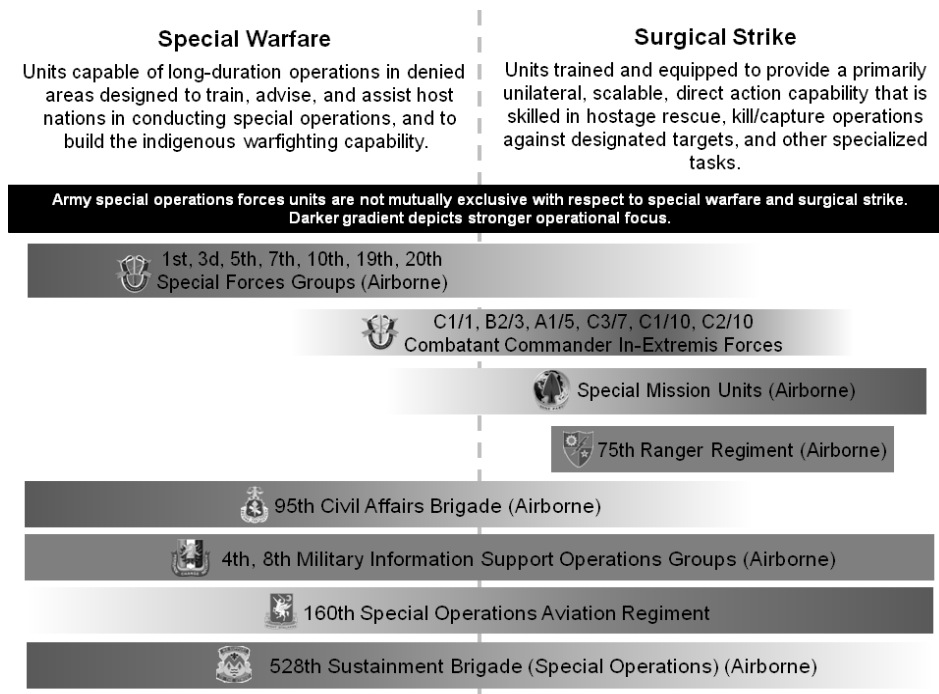 Special Warfare
Units capable of long-duration operations in denied
areas designed to train, advise, and assist host
nations in conducting special operations, and to
build the indigenous warfighting capability.
Surgical Strike
Units trained and equipped to provide a primarily
unilateral, scalable, direct action capability that is
skilled in hostage rescue, kill/capture operations
against designated targets, and other specialized
tasks.
Army special operations forces units are not mutually exclusive with respect to special warfare and surgical strike.
Darker gradient depicts stronger operational focus.
1st, 3d, 5th, 7th, 10th, 19th, 20th
Special Forces Groups (Airborne)
C1/1, B2/3, A1/5, C3/7, C1/10, C2/10
Combatant Commander In-Extremis Forces
Special Mission Units (Airborne)
75th Ranger Regiment (Airborne)
95th Civil Affairs Brigade (Airborne)
4th, 8th Military Information Support Operations Groups (Airborne)
160th Special Operations Aviation Regiment
528th Sustainment Brigade (Special Operations) (Airborne)